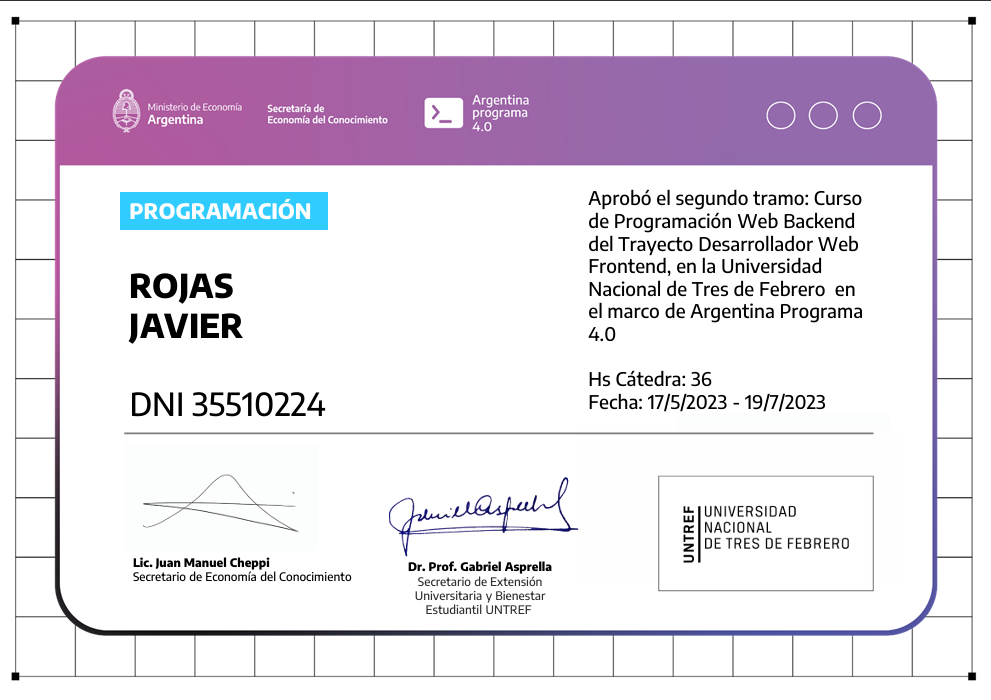 Ministerio de Economía
Argentina
Secretaría de
Economía del Conocimiento
Argentina
programa
4.0
PROGRAMACIÓN
ROJAS
JAVIER
DNI 35510224
Aprobó el segundo tramo: Curso
de Programación Web Backend
del Trayecto Desarrollador Web
Frontend, en la Universidad
Nacional de Tres de Febrero  en
el marco de Argentina Programa
4.0
Hs Cátedra: 36
Fecha: 17/5/2023 - 19/7/2023
Lic. Juan Manuel Cheppi
Secretario de Economía del Conocimiento
Dr. Prof. Gabriel Asprella
Secretario de Extensión
Universitaria y Bienestar
Estudiantil UNTREF
UNTREF
UNIVERSIDAD
NACIONAL
DE TRES DE FEBRERO